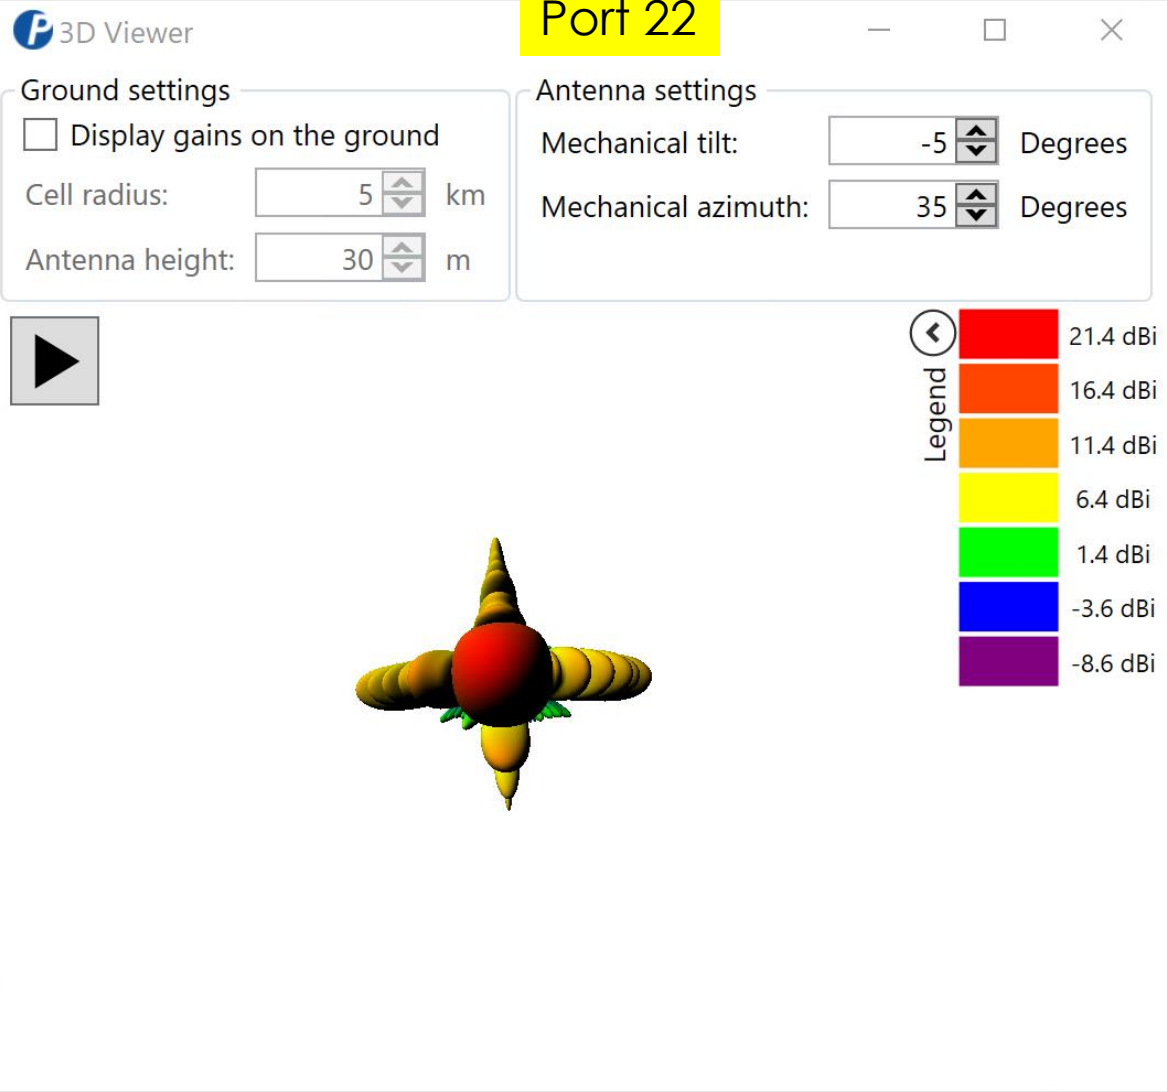 Port 22
3D Viewer
Ground settings
Display gains on the ground
Cell radius: 5 km
Antenna height: 30 m
Antenna settings
Mechanical tilt: -5 Degrees
Mechanical azimuth: 35 Degrees
Legend
21.4 dBi
16.4 dBi
11.4 dBi
6.4 dBi
1.4 dBi
-3.6 dBi
-8.6 dBi